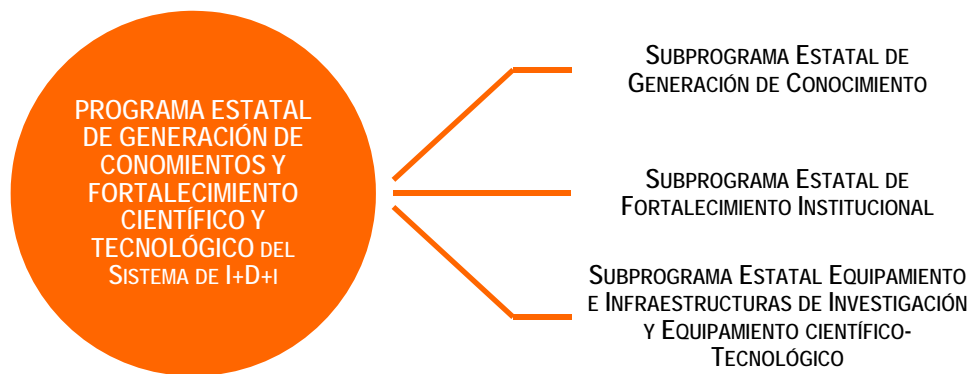 PROGRAMA ESTATAL
DE GENERACIÓN DE
CONOMIENTOS Y
FORTALECIMIENTO
CIENTÍFICO Y
TECNOLÓGICO DEL
SISTEMA DE I+D+I
SUBPROGRAMA ESTATAL DE
GENERACIÓN DE CONOCIMIENTO
SUBPROGRAMA ESTATAL DE
FORTALECIMIENTO INSTITUCIONAL
SUBPROGRAMA ESTATAL EQUIPAMIENTO
E INFRAESTRUCTURAS DE INVESTIGACIÓN
Y EQUIPAMIENTO CIENTÍFICO-
TECNOLÓGICO